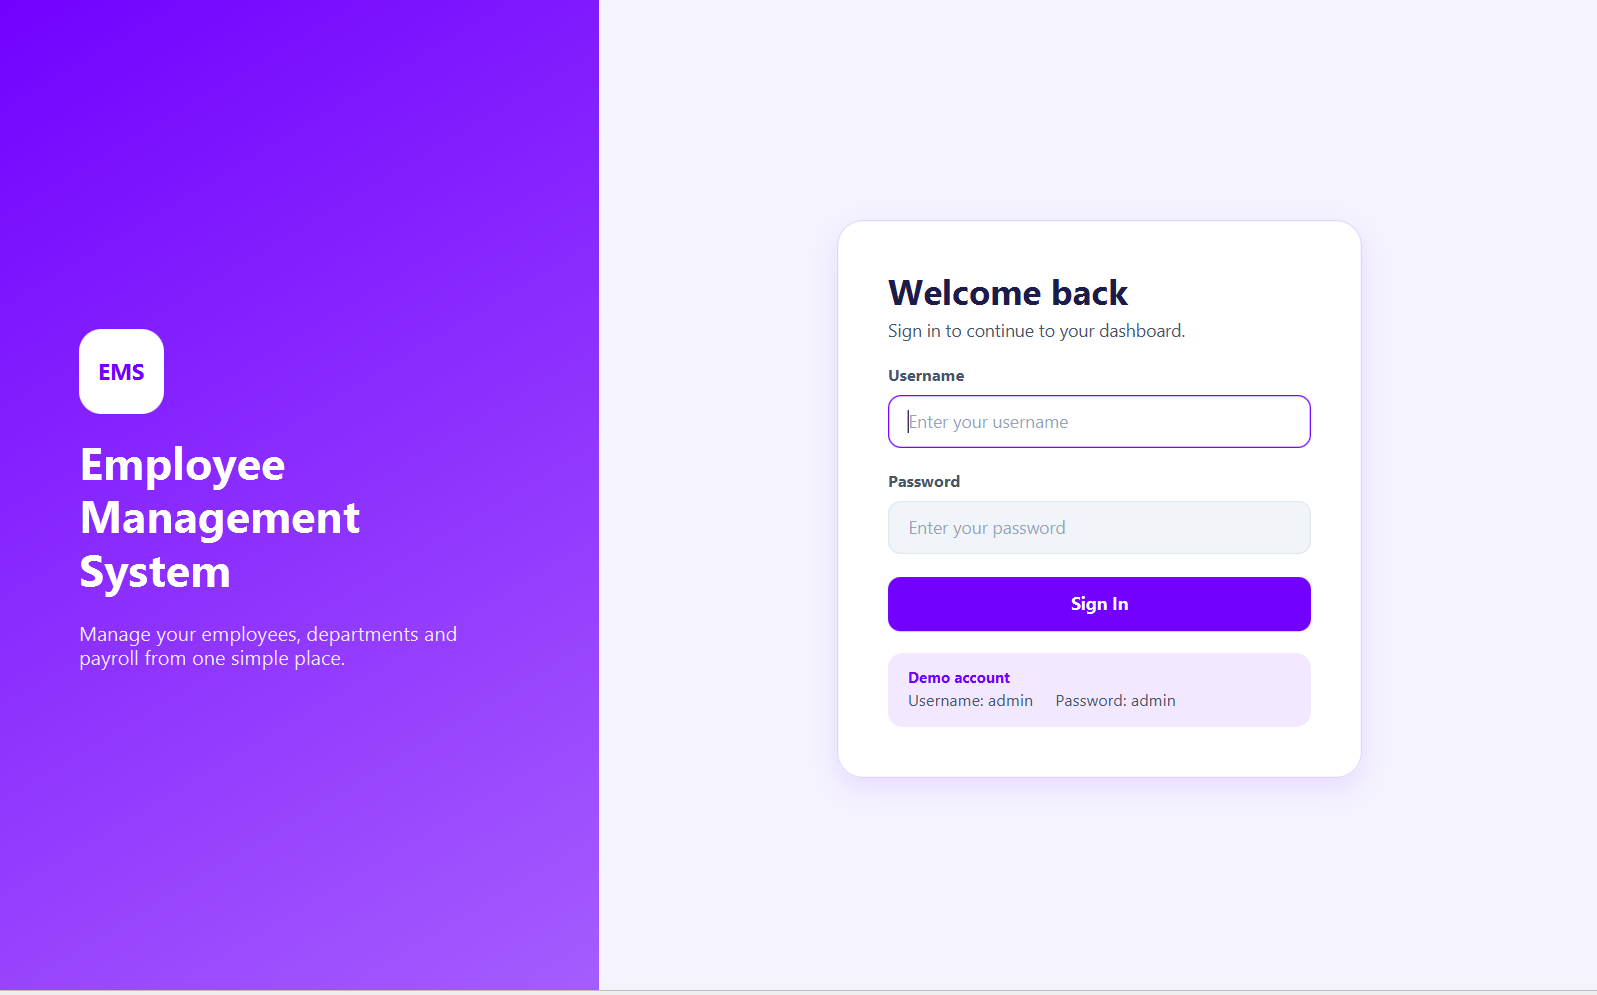 EMS
Employee
Management
System
Manage your employees, departments and
payroll from one simple place.
Welcome back
Sign in to continue to your dashboard.
Username
Enter your username
Password
Enter your password
Sign In
Demo account
Username: admin Password: admin